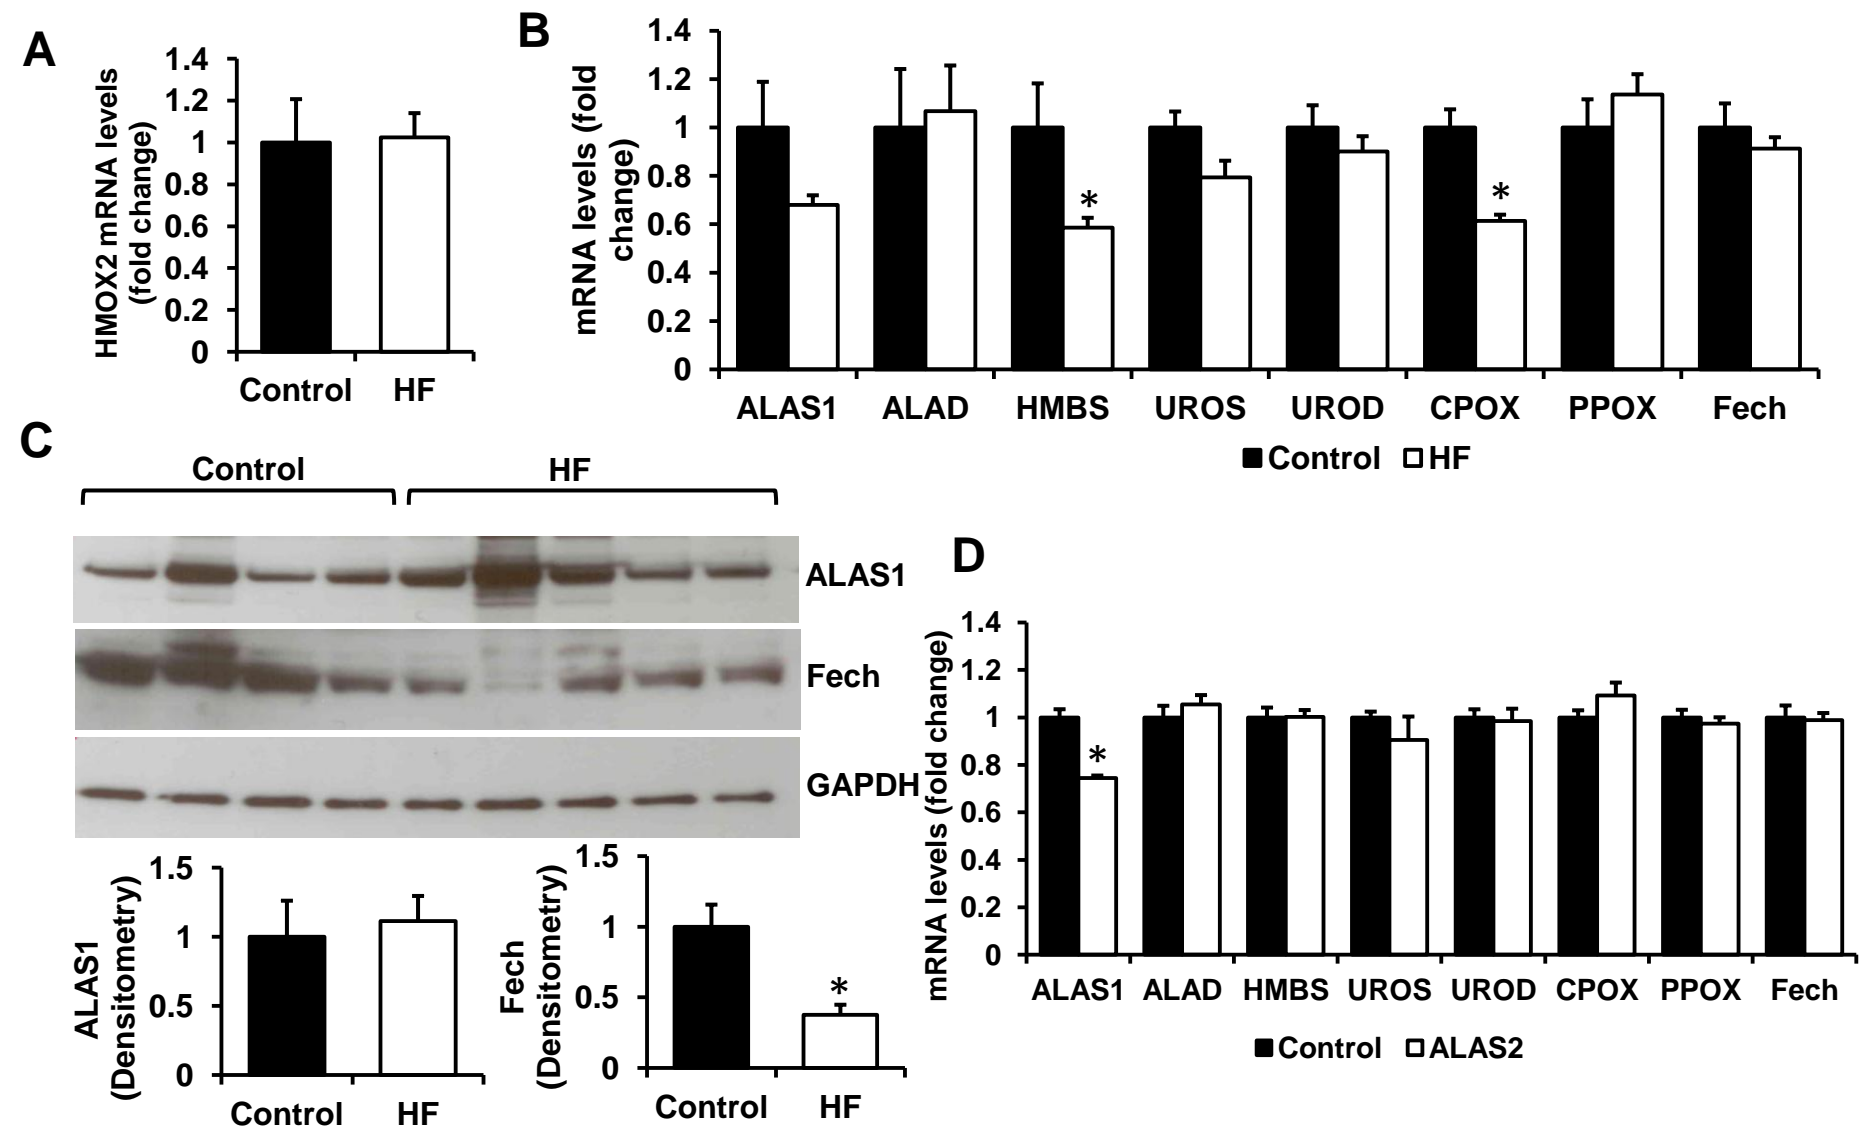 A
HMOX2 mRNA levels
(fold change)
1.4
1.2
1
0.8
0.6
0.4
0.2
0
Control HF
B
mRNA levels (fold
change)
1.4
1.2
1
0.8
0.6
0.4
0.2
0
*
*
ALAS1 ALAD HMBS UROS UROD CPOX PPOX Fech
Control HF
C
Control HF
ALAS1
Fech
GAPDH
ALAS1
(Densitometry)
1.5
1
0.5
0
Control HF
Fech
(Densitometry)
1.5
1
0.5
0
*
Control HF
D
mRNA levels (fold change)
1.4
1.2
1
0.8
0.6
0.4
0.2
0
*
ALAS1 ALAD HMBS UROS UROD CPOX PPOX Fech
Control ALAS2